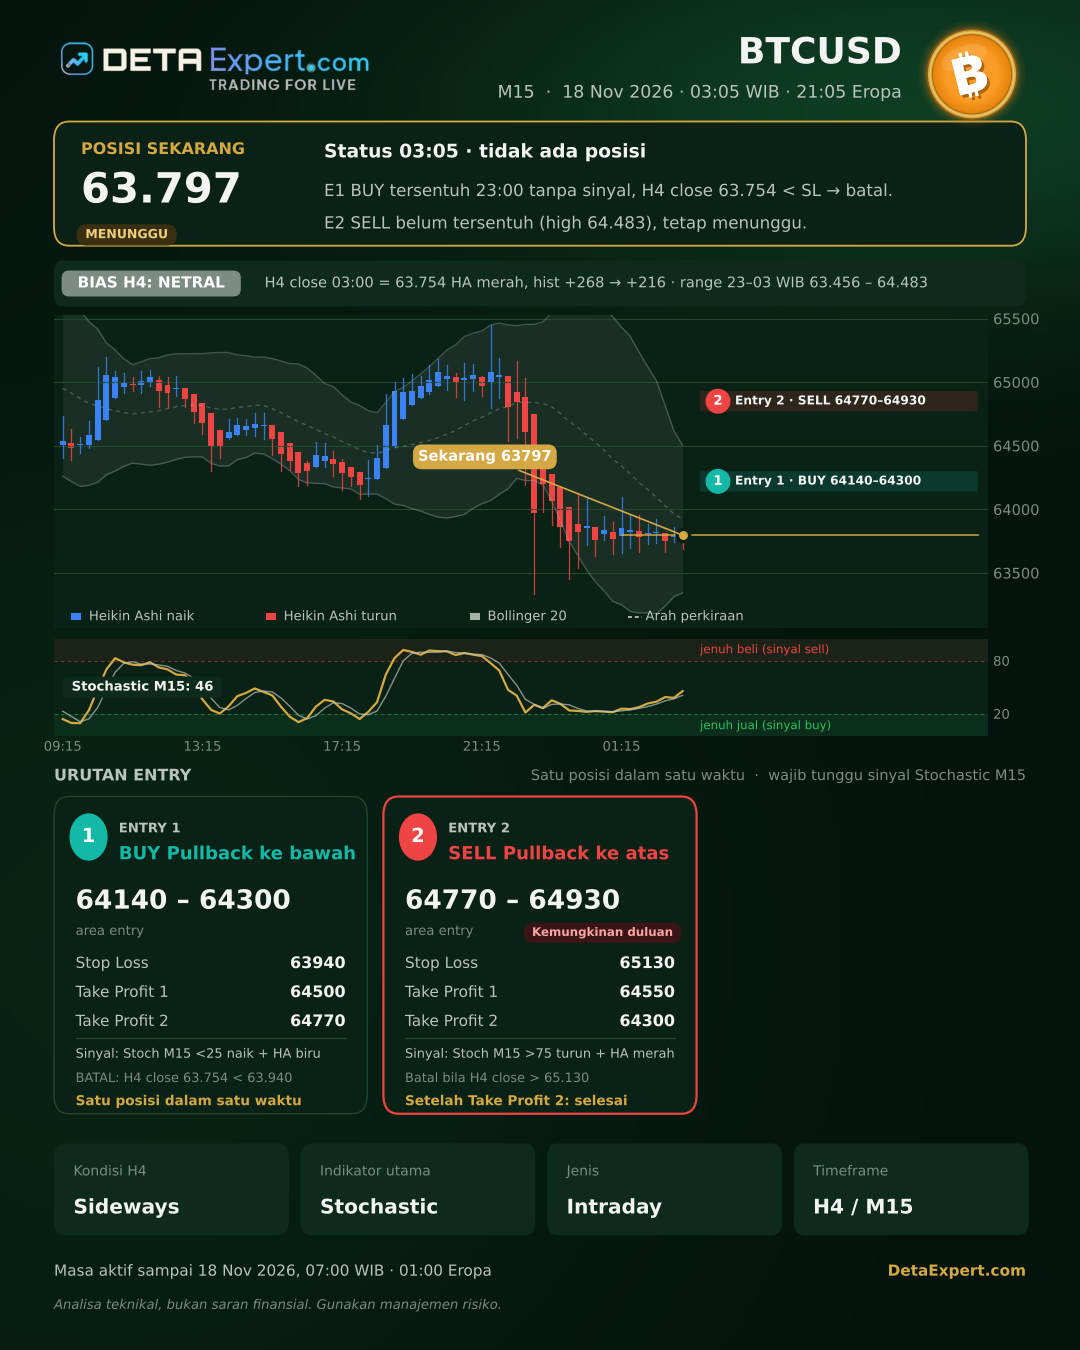 DETA Expert.com
TRADING FOR LIVE
BTCUSD
M15 · 18 Nov 2026 · 03:05 WIB · 21:05 Eropa
POSISI SEKARANG
63.797
MENUNGGU
Status 03:05 · tidak ada posisi
E1 BUY tersentuh 23:00 tanpa sinyal, H4 close 63.754 < SL → batal.
E2 SELL belum tersentuh (high 64.483), tetap menunggu.
BIAS H4: NETRAL
H4 close 03:00 = 63.754 HA merah, hist +268 → +216 · range 23–03 WIB 63.456 – 64.483
65500
65000
64500
64000
63500
2 Entry 2 · SELL 64770–64930
Sekarang 63797
1 Entry 1 · BUY 64140–64300
Heikin Ashi naik
Heikin Ashi turun
Bollinger 20
Arah perkiraan
jenuh beli (sinyal sell)
80
Stochastic M15: 46
20
jenuh jual (sinyal buy)
09:15 13:15 17:15 21:15 01:15
URUTAN ENTRY
Satu posisi dalam satu waktu · wajib tunggu sinyal Stochastic M15
1
ENTRY 1
BUY Pullback ke bawah
64140 – 64300
area entry
Stop Loss 63940
Take Profit 1 64500
Take Profit 2 64770
Sinyal: Stoch M15 <25 naik + HA biru
BATAL: H4 close 63.754 < 63.940
Satu posisi dalam satu waktu
2
ENTRY 2
SELL Pullback ke atas
64770 – 64930
area entry
Kemungkinan duluan
Stop Loss 65130
Take Profit 1 64550
Take Profit 2 64300
Sinyal: Stoch M15 >75 turun + HA merah
Batal bila H4 close > 65.130
Setelah Take Profit 2: selesai
Kondisi H4
Sideways
Indikator utama
Stochastic
Jenis
Intraday
Timeframe
H4 / M15
Masa aktif sampai 18 Nov 2026, 07:00 WIB · 01:00 Eropa
DetaExpert.com
Analisa teknikal, bukan saran finansial. Gunakan manajemen risiko.